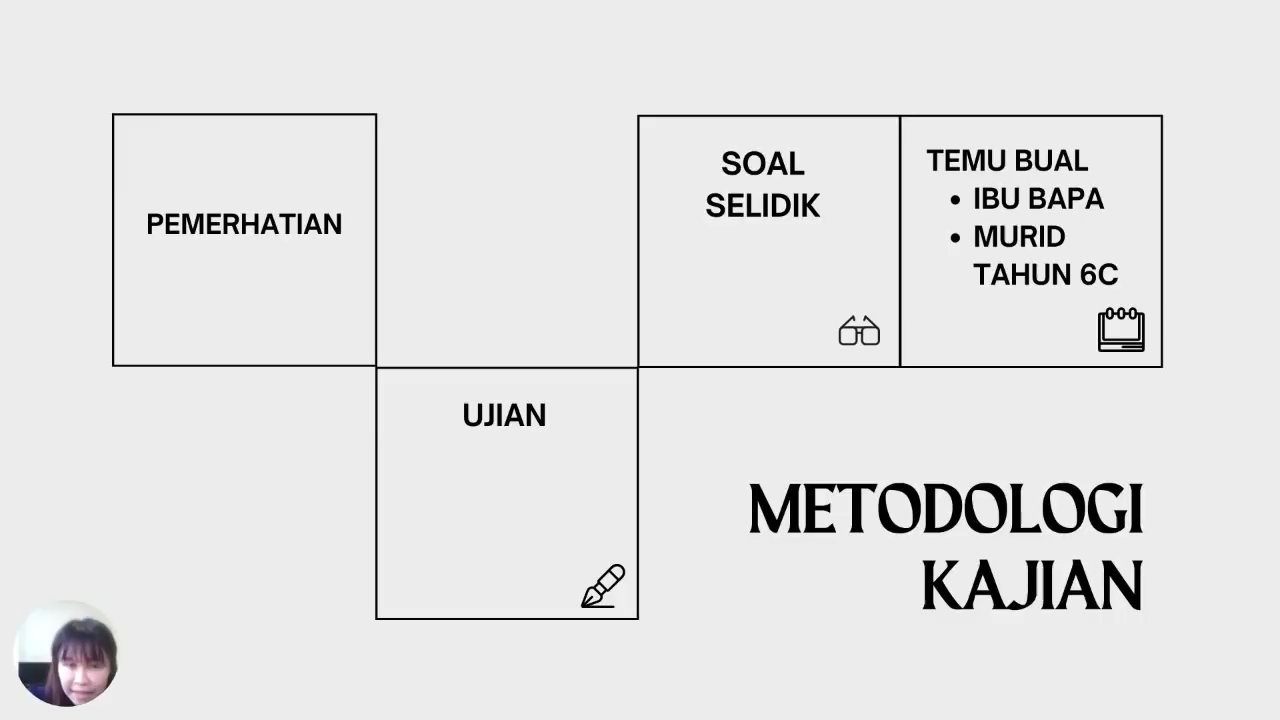 PEMERHATIAN
UJIAN
SOAL
SELIDIK
TEMU BUAL
• IBU BAPA
• MURID
TAHUN 6C
METODOLOGI
KAJIAN